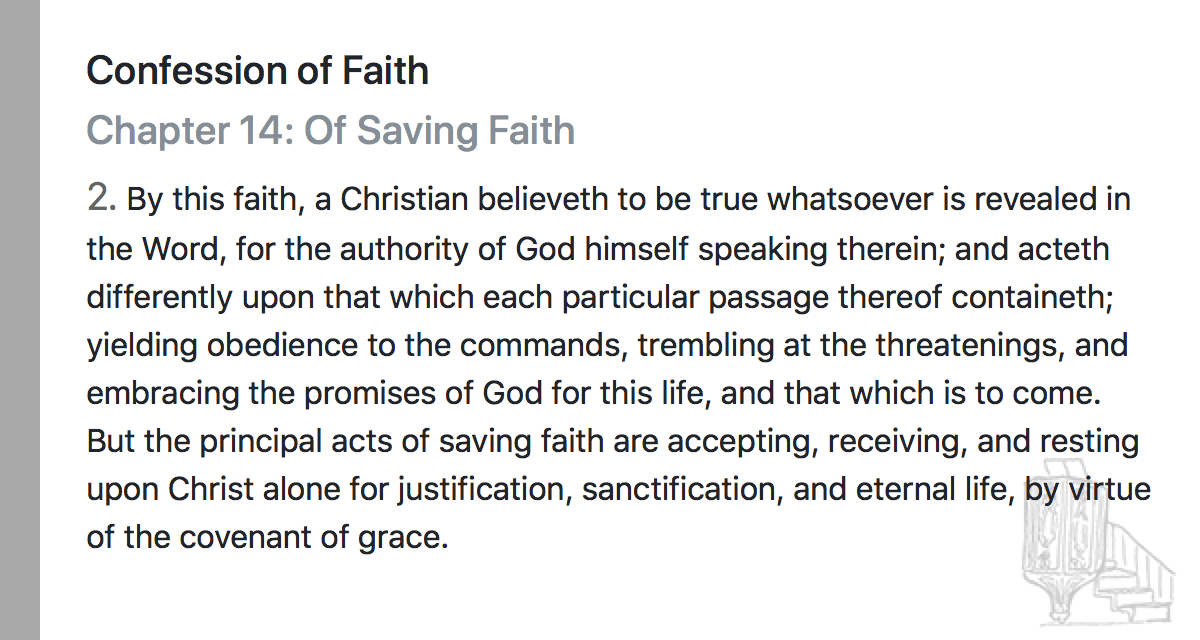 Confession of Faith
Chapter 14: Of Saving Faith
2. By this faith, a Christian believeth to be true whatsoever is revealed in
the Word, for the authority of God himself speaking therein; and acteth
differently upon that which each particular passage thereof containeth;
yielding obedience to the commands, trembling at the threatenings, and
embracing the promises of God for this life, and that which is to come.
But the principal acts of saving faith are accepting, receiving, and resting
upon Christ alone for justification, sanctification, and eternal life, by virtue
of the covenant of grace.